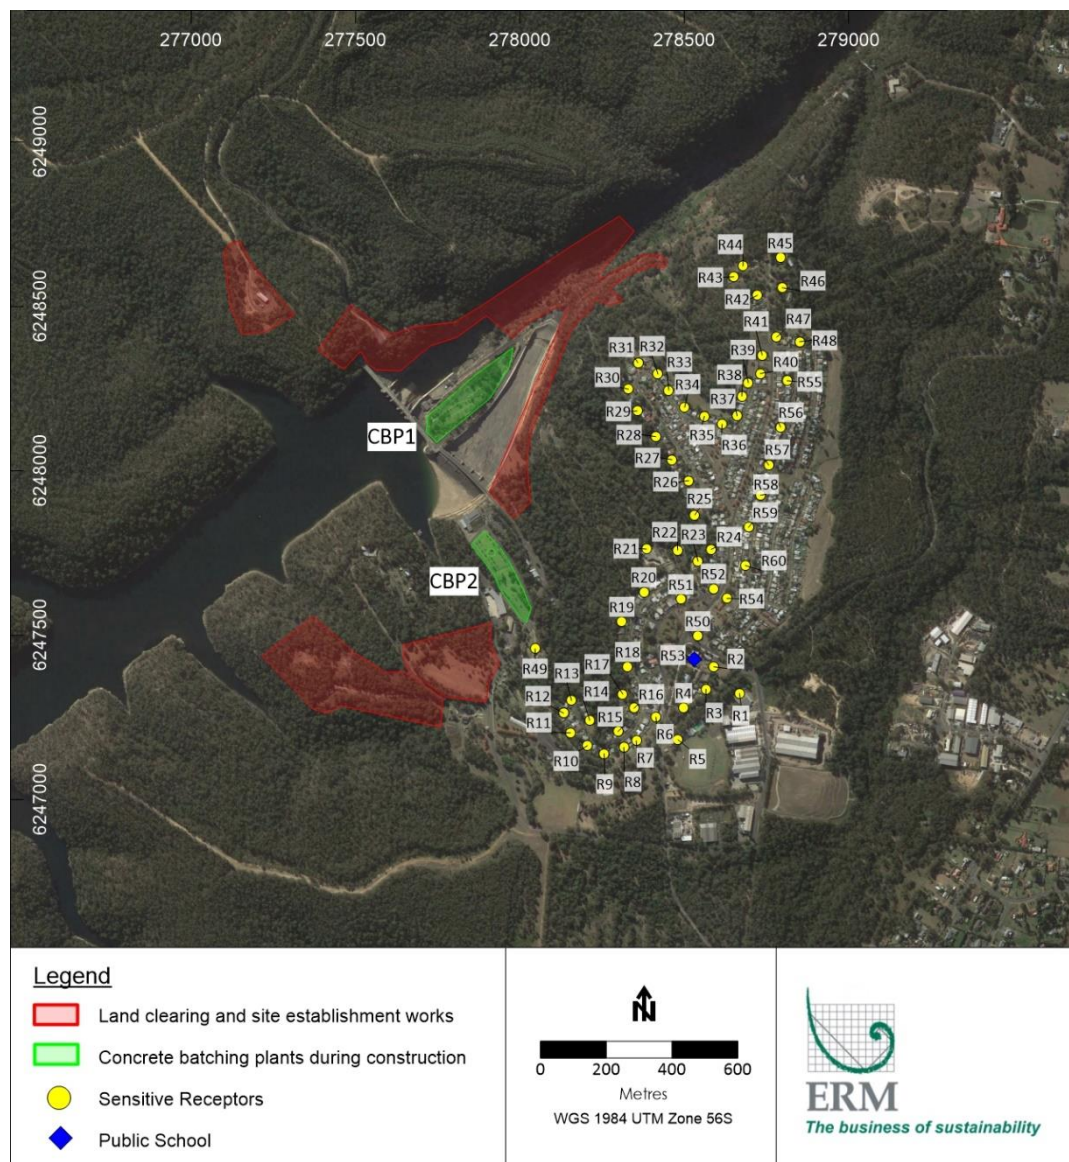 277000 277500 278000 278500 279000
6249000
6248500
6248000
6247500
6247000
R44 R45
R43 R46
R42
R41 R47
R48
R39
R31 R32 R33 R40
R38
R30 R34 R55
R37
R29 R56
CBP1
R28 R35 R36
R57
R27
R26 R58
R25
R59
R22 R23
R21 R24
R60
CBP2
R20 R51 R52
R54
R19
R50
R53
R49 R17 R18 R2
R13
R12 R14 R16 R4
R11 R15 R3 R1
R6
R10 R7 R5
R9 R8
Legend
Land clearing and site establishment works
Concrete batching plants during construction
Sensitive Receptors
Public School
N
0 200 400 600
Metres
WGS 1984 UTM Zone 56S
ERM
The business of sustainability